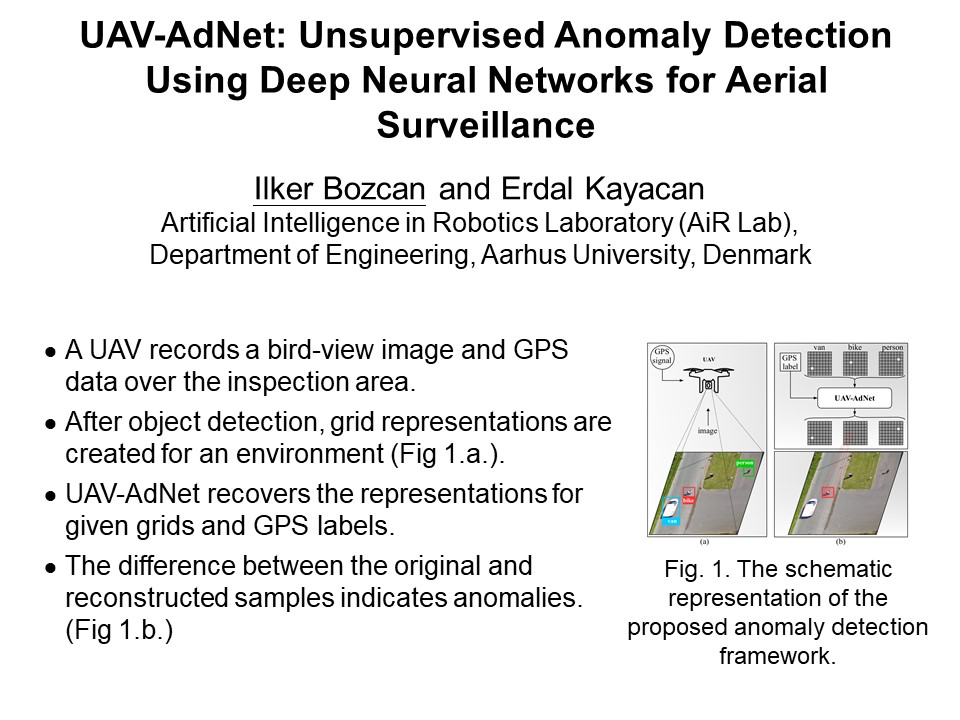 UAV-AdNet: Unsupervised Anomaly Detection
Using Deep Neural Networks for Aerial
Surveillance
Ilker Bozcan and Erdal Kayacan
Artificial Intelligence in Robotics Laboratory (AiR Lab),
Department of Engineering, Aarhus University, Denmark
● A UAV records a bird-view image and GPS
data over the inspection area.
● After object detection, grid representations are
created for an environment (Fig 1.a.).
● UAV-AdNet recovers the representations for
given grids and GPS labels.
● The difference between the original and
reconstructed samples indicates anomalies.
(Fig 1.b.)
GPS
signal
UAV
image
person
bike
van
(a)
van bike person
GPS
label
UAV-AdNet
(b)
Fig. 1. The schematic
representation of the
proposed anomaly detection
framework.